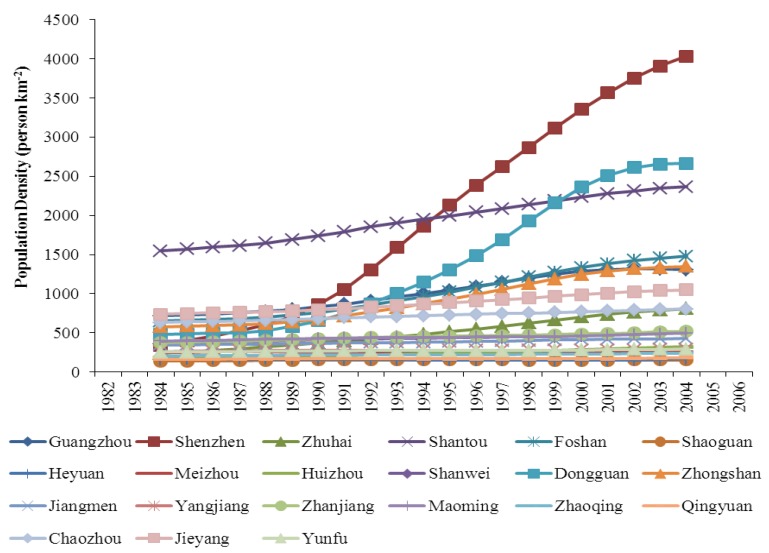 4500
4000
3500
3000
2500
2000
1500
1000
500
0
Population Density (person km-2)
1982 1983 1984 1985 1986 1987 1988 1989 1990 1991 1992 1993 1994 1995 1996 1997 1998 1999 2000 2001 2002 2003 2004 2005 2006
Guangzhou Shenzhen Zhuhai Shantou Foshan Shaoguan
Heyuan Meizhou Huizhou Shanwei Dongguan Zhongshan
Jiangmen Yangjiang Zhanjiang Maoming Zhaoqing Qingyuan
Chaozhou Jieyang Yunfu